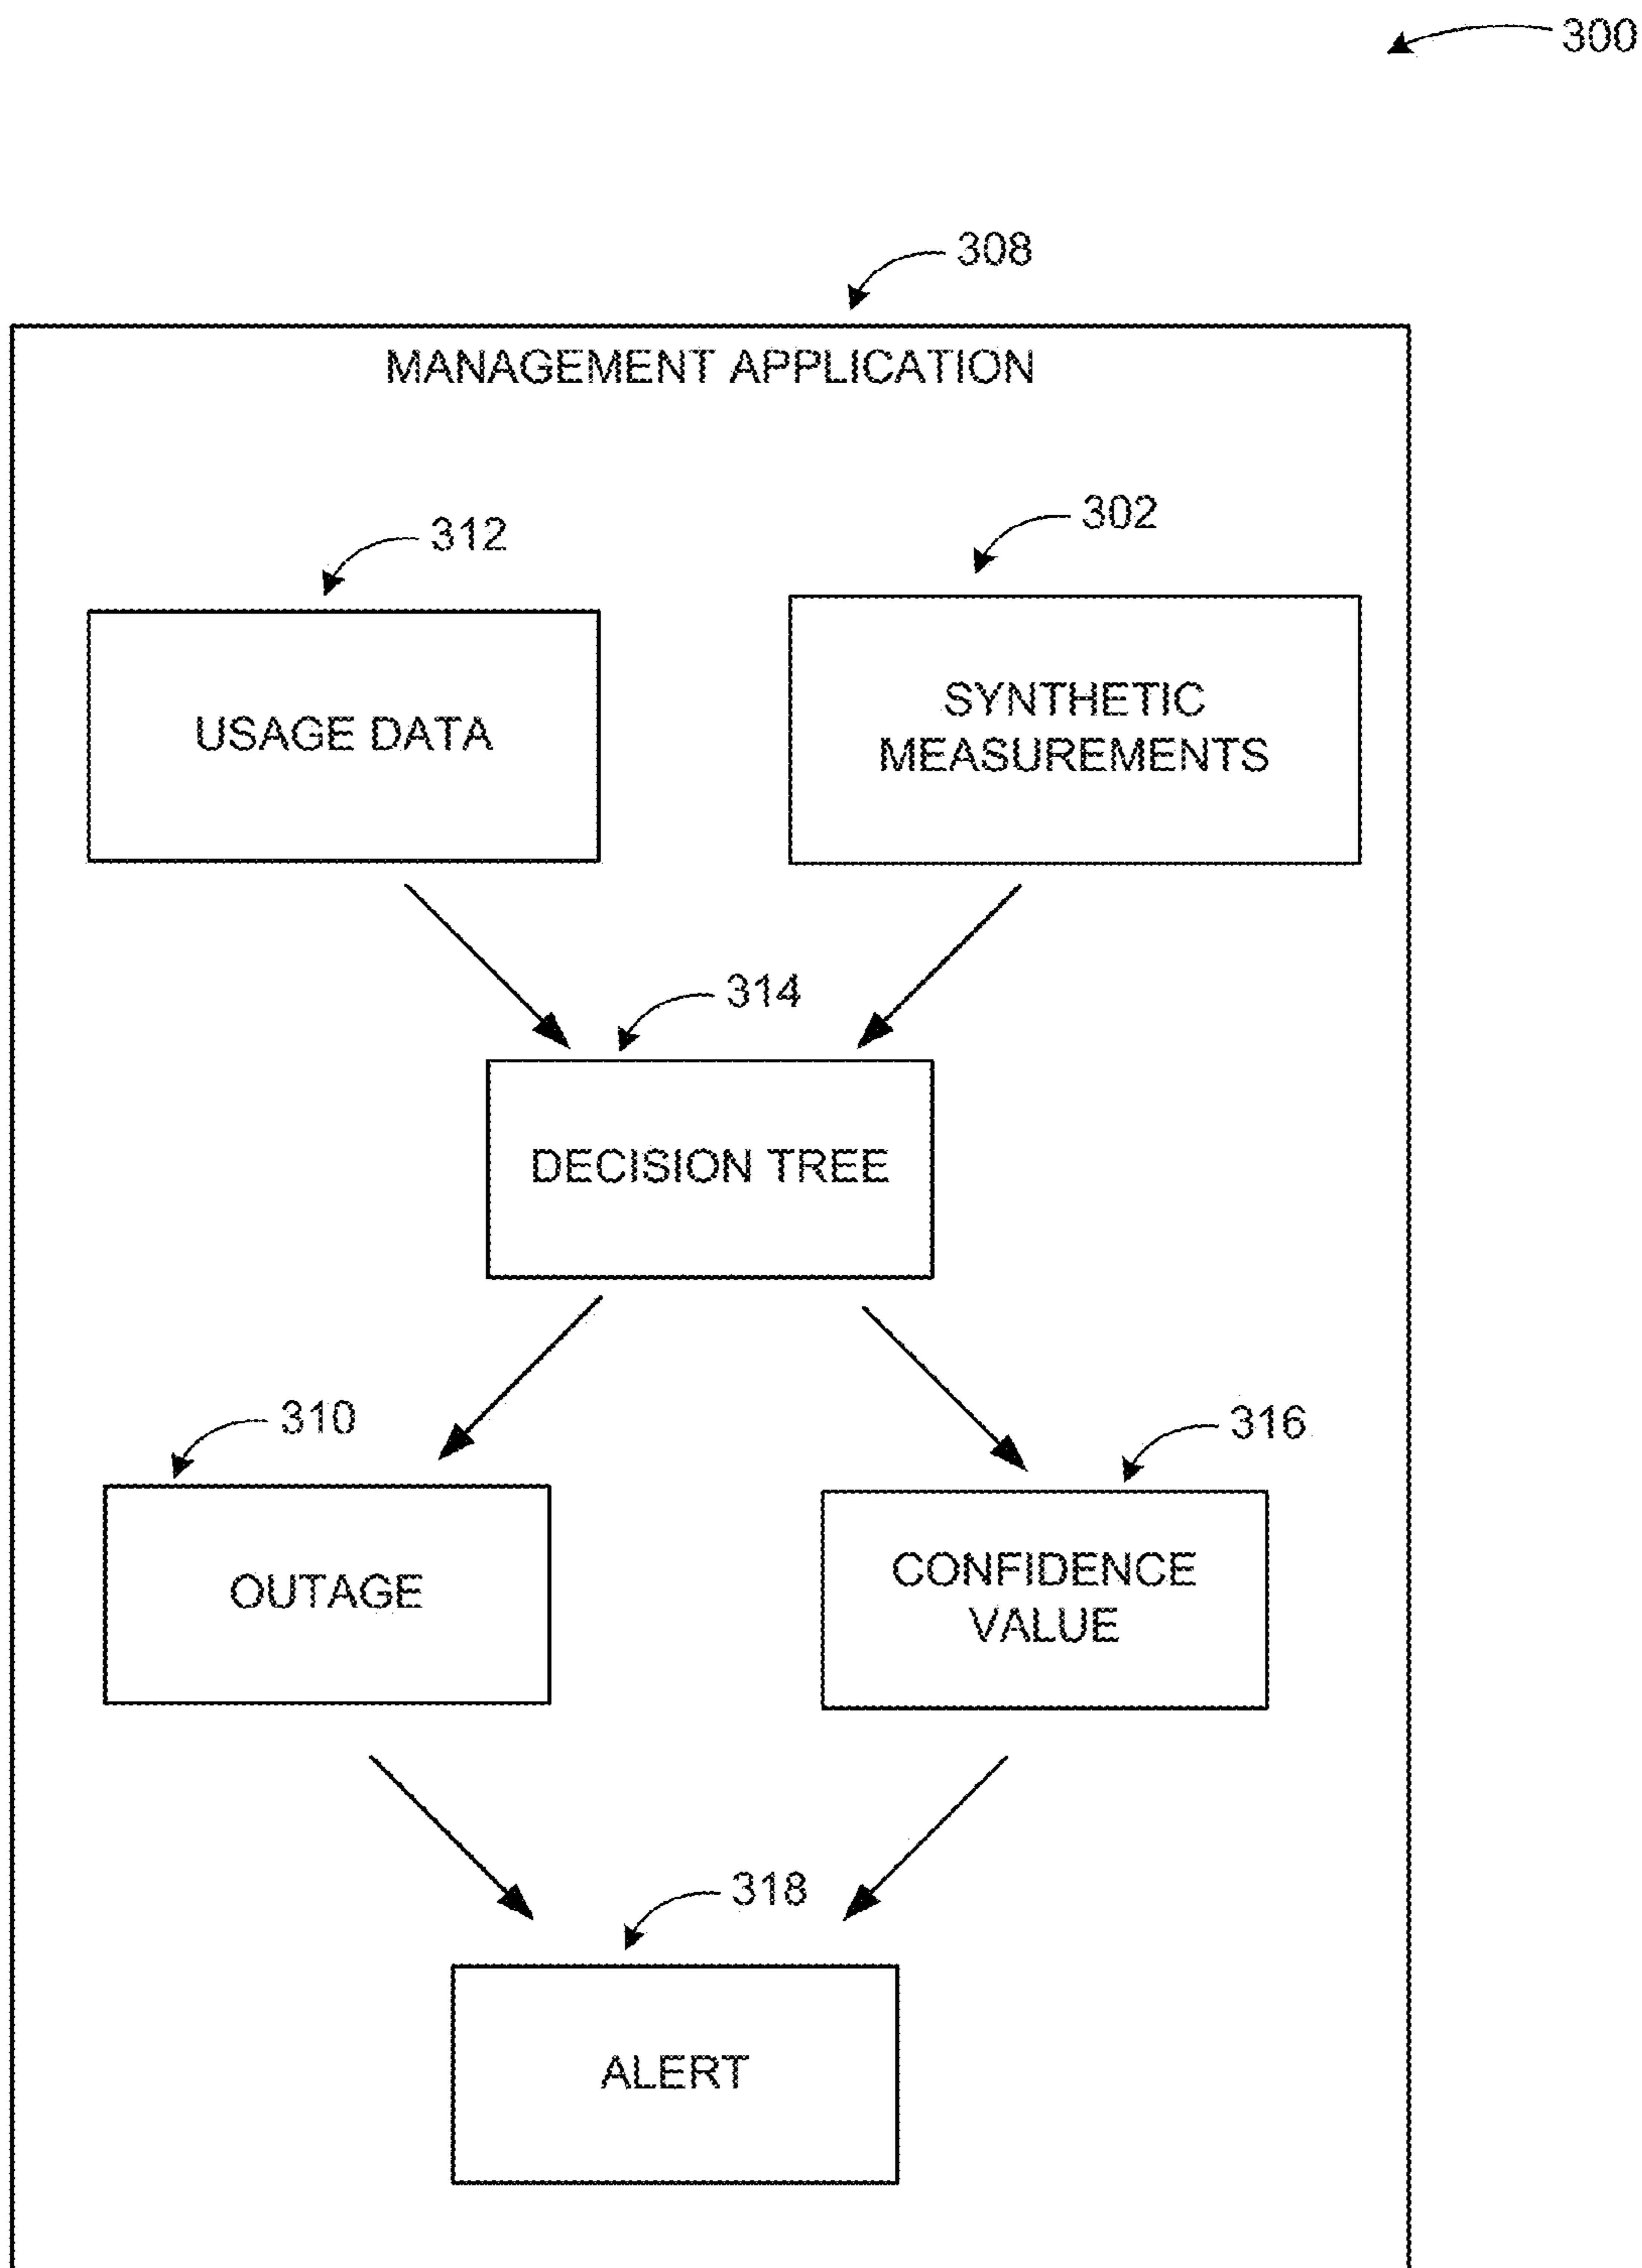 300
308
MANAGEMENT APPLICATION
312
302
USAGE DATA
SYNTHETIC
MEASUREMENTS
314
DECISION TREE
310
316
OUTAGE
CONFIDENCE
VALUE
318
ALERT